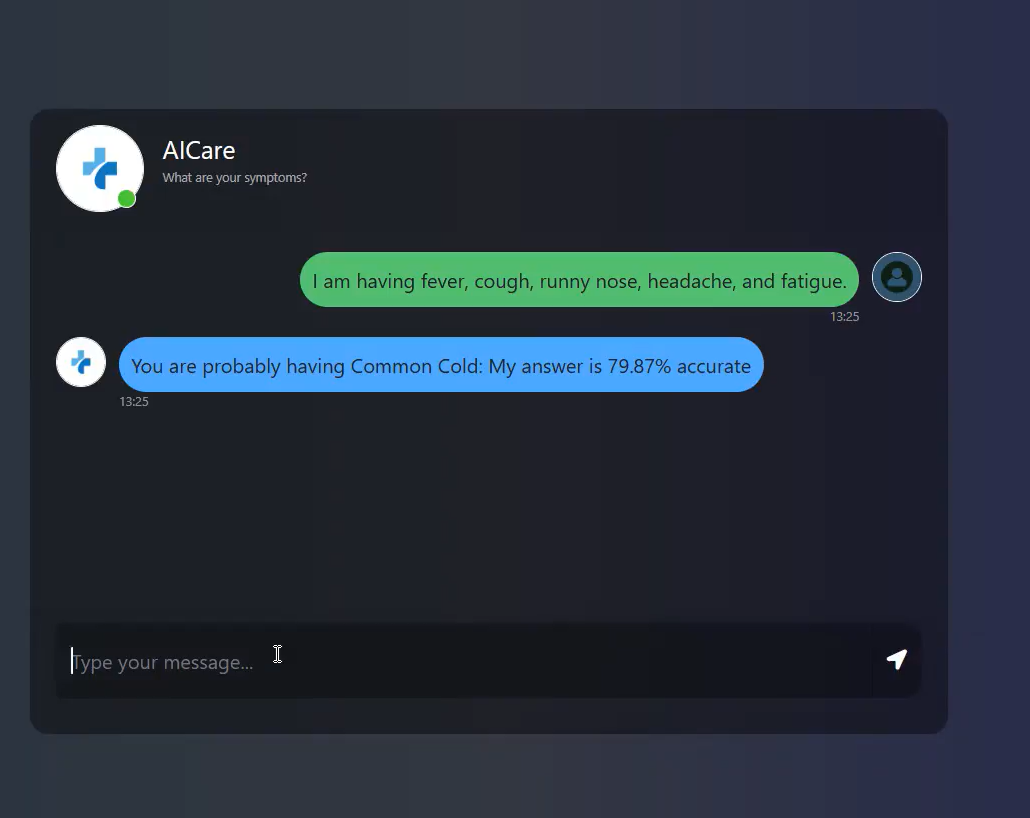 AICare
What are your symptoms?
I am having fever, cough, runny nose, headache, and fatigue.
13:25
You are probably having Common Cold: My answer is 79.87% accurate
13:25
Type your message...